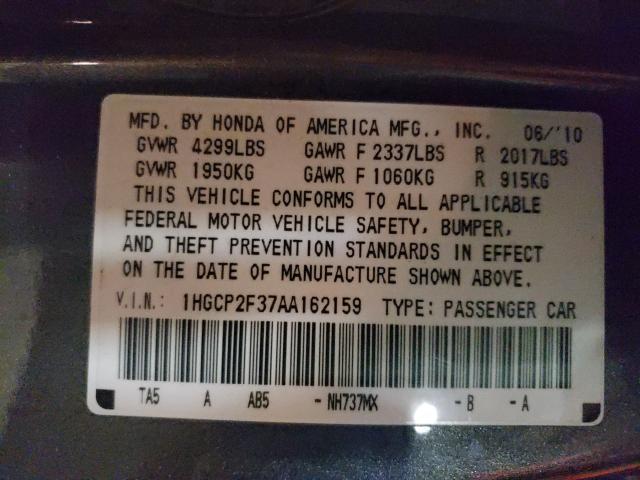 MFD. BY HONDA OF AMERICA MFG., INC. 06/'10
GVWR 4299LBS GAWR F 2337LBS R 2017LBS
GVWR 1950KG GAWR F 1060KG R 915KG
THIS VEHICLE CONFORMS TO ALL APPLICABLE
FEDERAL MOTOR VEHICLE SAFETY, BUMPER,
AND THEFT PREVENTION STANDARDS IN EFFECT
ON THE DATE OF MANUFACTURE SHOWN ABOVE.
V.I.N.: 1HGCP2F37AA162159 TYPE: PASSENGER CAR
TA5 A AB5 - NH737MX - B - A